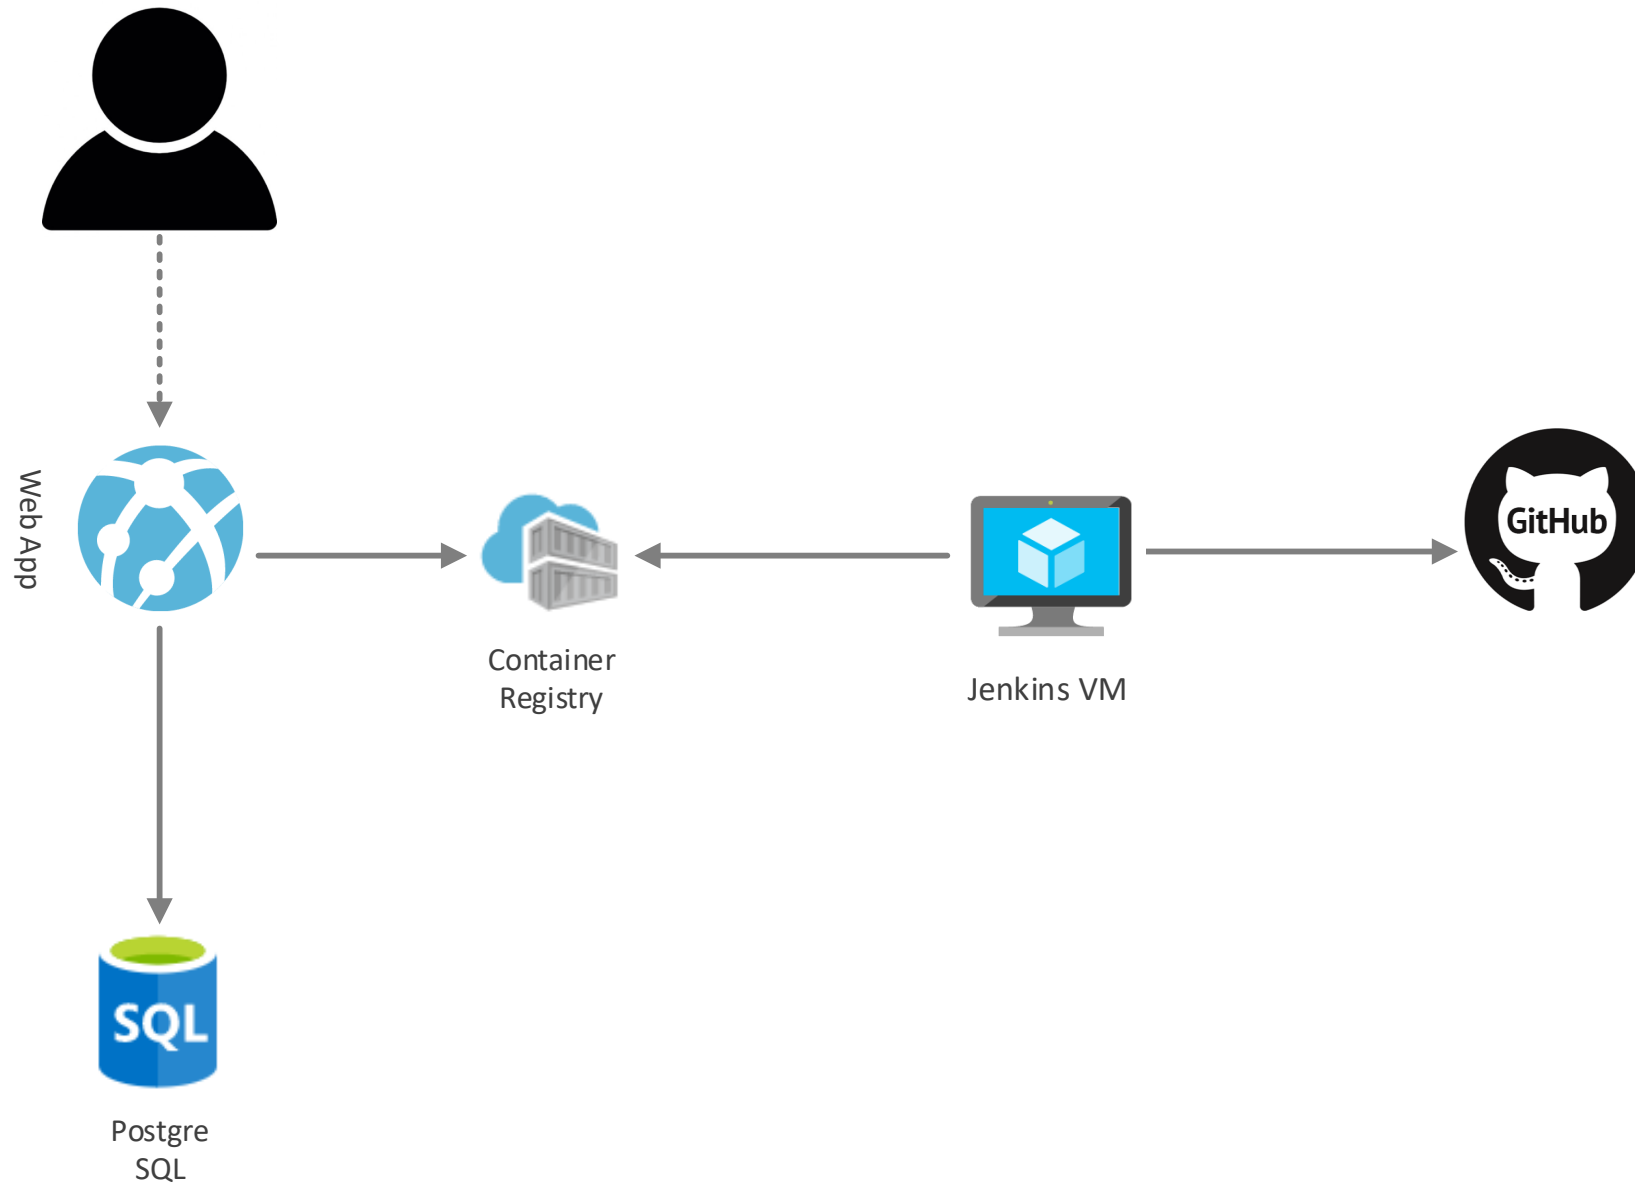 Web App
GitHub
Container
Registry
Jenkins VM
SQL
Postgre
SQL